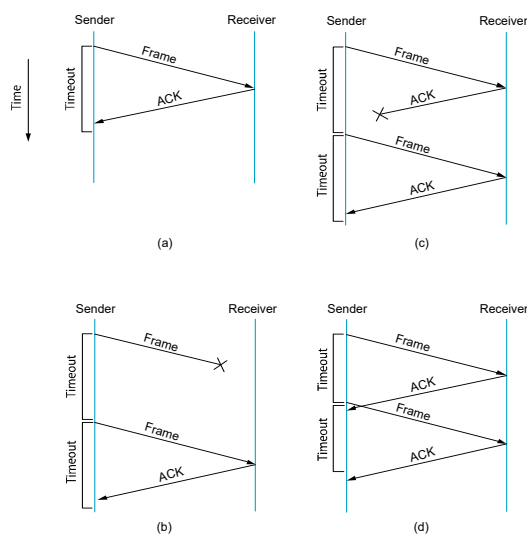 Sender Receiver
Time
Timeout
Frame
ACK
(a)
Sender Receiver
Timeout
Frame
ACK
Timeout
Frame
ACK
(c)
Sender Receiver
Timeout
Frame
Timeout
Frame
ACK
(b)
Sender Receiver
Timeout
Frame
ACK
Timeout
Frame
ACK
(d)